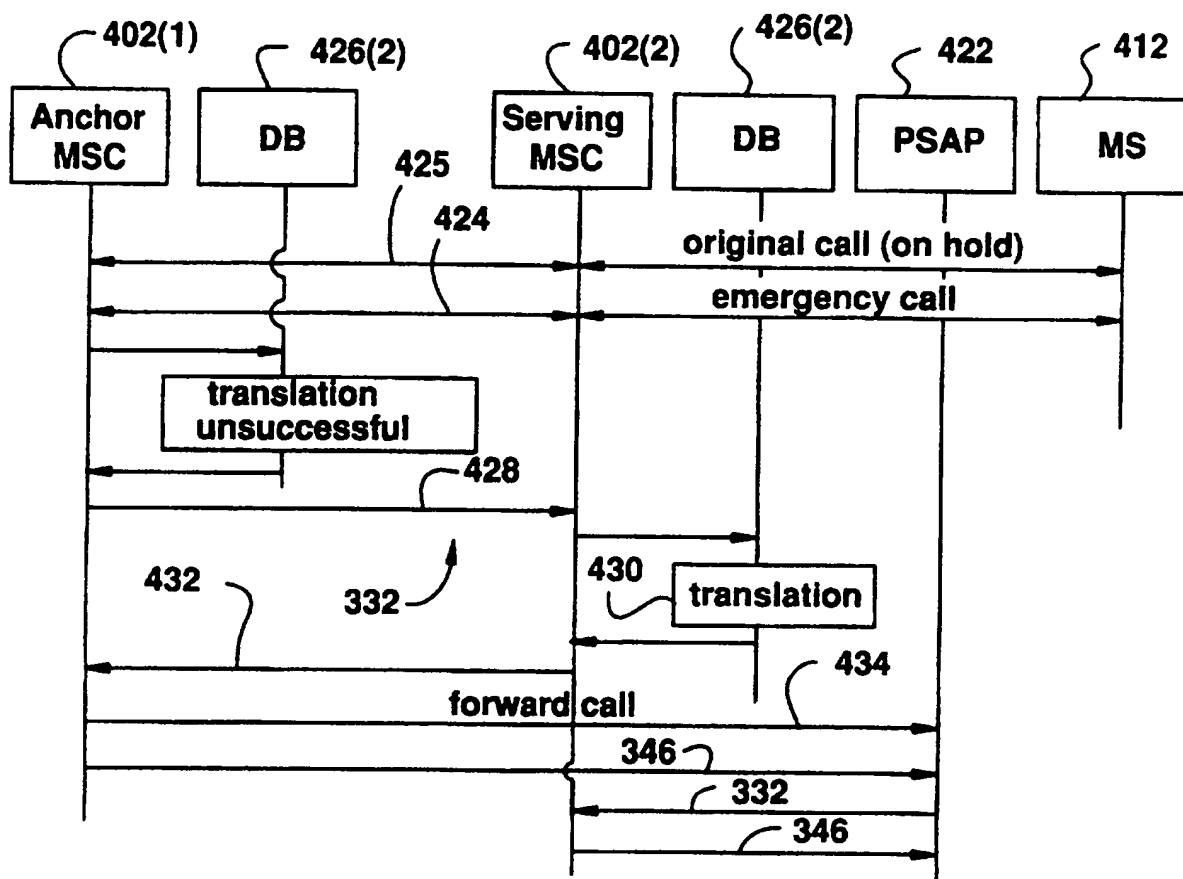 402(1)
426(2)
402(2)
426(2)
422
412
Anchor
MSC
DB
Serving
MSC
DB
PSAP
MS
425
424
original call (on hold)
emergency call
translation
unsuccessful
428
432
332
430
translation
434
forward call
346
332
346